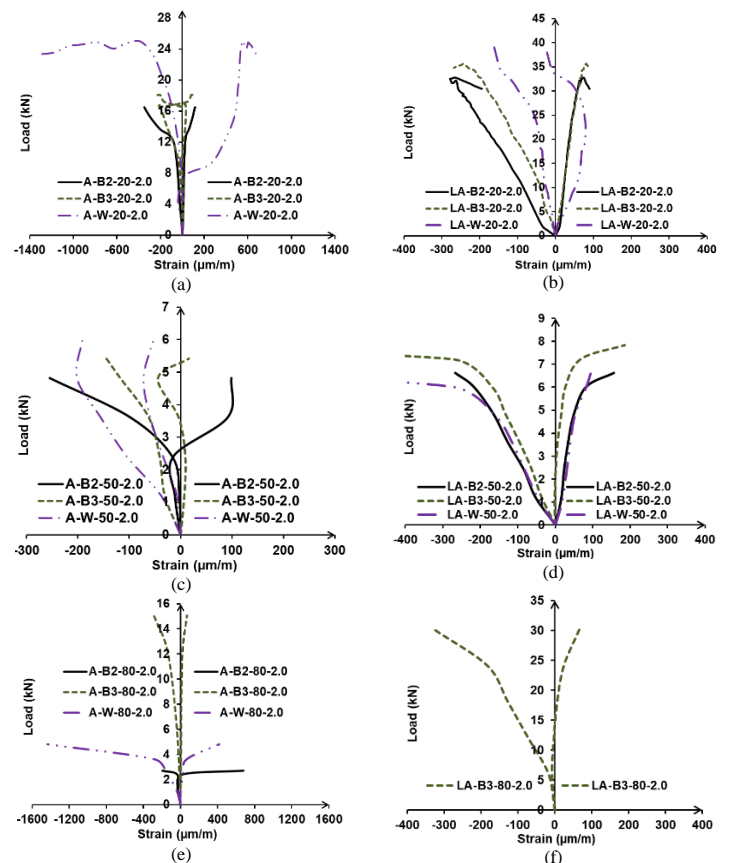 28
24
20
16
12
8
4
0
Load (kN)
A-B2-20-2.0 A-B2-20-2.0
A-B3-20-2.0 A-B3-20-2.0
A-W-20-2.0 A-W-20-2.0
-1400 -1000 -600 -200 200 600 1000 1400
Strain (µm/m)
(a)
45
40
35
30
25
20
15
10
5
0
Load (kN)
LA-B2-20-2.0 LA-B2-20-2.0
LA-B3-20-2.0 LA-B3-20-2.0
LA-W-20-2.0 LA-W-20-2.0
-400 -300 -200 -100 0 100 200 300 400
Strain (µm/m)
(b)
7
6
5
4
3
2
1
0
Load (kN)
A-B2-50-2.0 A-B2-50-2.0
A-B3-50-2.0 A-B3-50-2.0
A-W-50-2.0 A-W-50-2.0
-300 -200 -100 0 100 200 300
Strain (µm/m)
(c)
9
8
7
6
5
4
3
2
1
0
Load (kN)
LA-B2-50-2.0 LA-B2-50-2.0
LA-B3-50-2.0 LA-B3-50-2.0
LA-W-50-2.0 LA-W-50-2.0
-400 -300 -200 -100 0 100 200 300 400
Strain (µm/m)
(d)
16
14
12
10
8
6
4
2
0
Load (kN)
A-B2-80-2.0 A-B2-80-2.0
A-B3-80-2.0 A-B3-80-2.0
A-W-80-2.0 A-W-80-2.0
-1600 -1200 -800 -400 0 400 800 1200 1600
Strain (µm/m)
(e)
35
30
25
20
15
10
5
0
Load (kN)
LA-B3-80-2.0 LA-B3-80-2.0
-400 -300 -200 -100 0 100 200 300 400
Strain (µm/m)
(f)